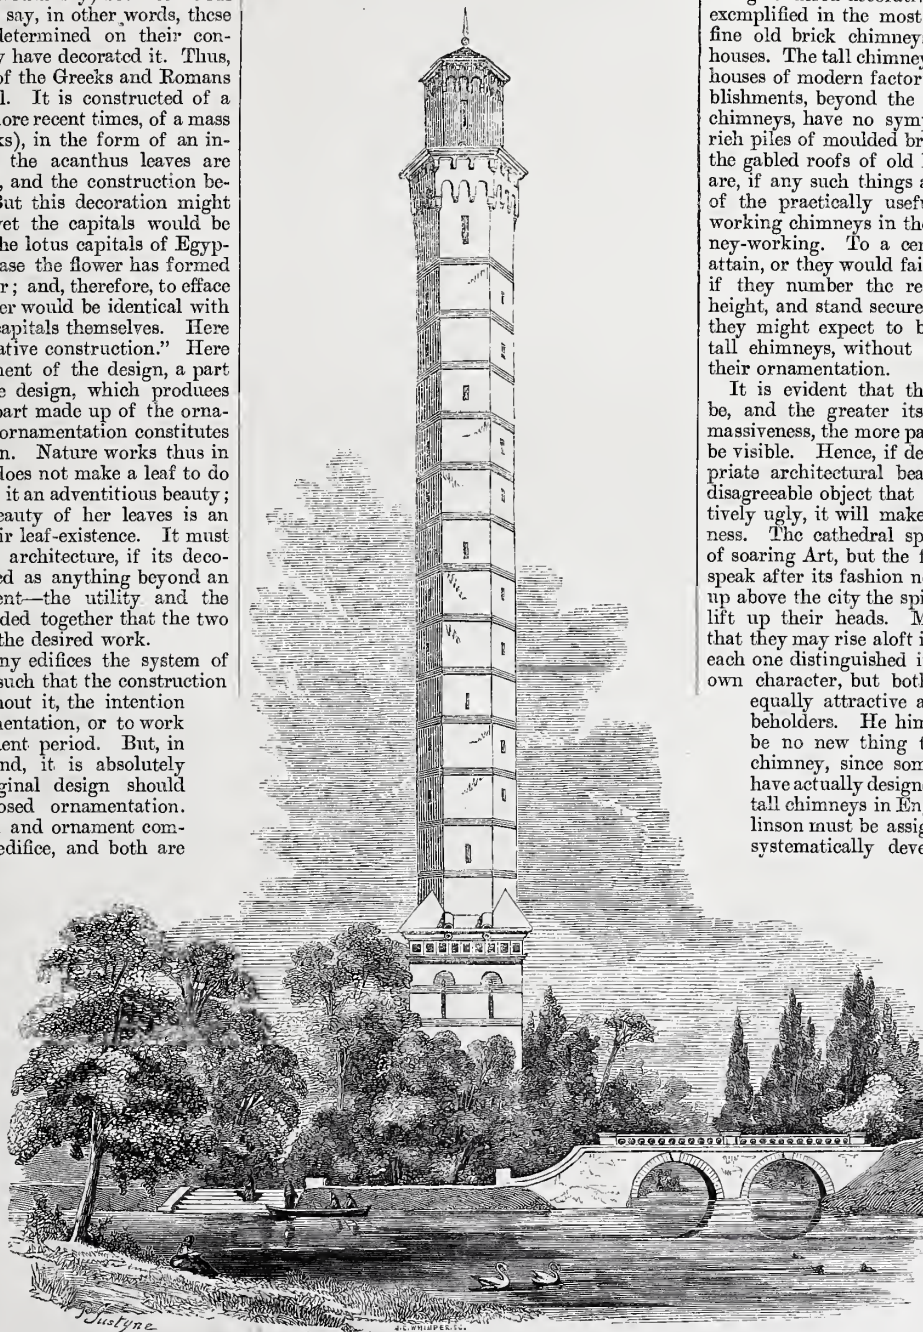 say, in other words, these
determined on their con-
y have decorated it. Thus,
of the Greeks and Romans
l. It is constructed of a
more recent times, of a mass
ks), in the form of an in-
the acanthus leaves are
, and the construction be-
But this decoration might
yet the capitals would be
he lotus capitals of Egyp-
ase the flower has formed
r; and, therefore, to efface
er would be identical with
capitals themselves. Here
ative construction." Here
ment of the design, a part
e design, which produces
part made up of the orna-
ornamentation constitutes
n. Nature works thus in
does not make a leaf to do
it an adventitious beauty;
eauty of her leaves is an
ir leaf-existence. It must
architecture, if its deco-
ed as anything beyond an
ent—the utility and the
ded together that the two
the desired work.
ny edifices the system of
such that the construction
hout it, the intention
mentation, or to work
ent period. But, in
nd, it is absolutely
ginal design should
osed ornamentation.
and ornament com-
edifice, and both are
exemplified in the most
fine old brick chimney
houses. The tall chimney
houses of modern factor
blishments, beyond the
chimneys, have no sym
rich piles of moulded br
the gabled roofs of old
are, if any such things a
of the practically usef
working chimneys in the
ney-working. To a cer
attain, or they would fai
if they number the re
height, and stand secure
they might expect to b
tall ehimneys, without
their ornamentation.
It is evident that th
be, and the greater its
massiveness, the more pa
be visible. Hence, if de
priate architectural bea
disagreeable object that
tively ugly, it will make
ness. The cathedral sp
of soaring Art, but the f
speak after its fashion no
up above the city the spi
lift up their heads. M
that they may rise aloft i
each one distinguished i
own character, but both
equally attractive a
beholders. He him
be no new thing t
chimney, since som
have actually designe
tall chimneys in En
linson must be assig
systematically deve
Justyne
J.W.WHIMPER.SC.